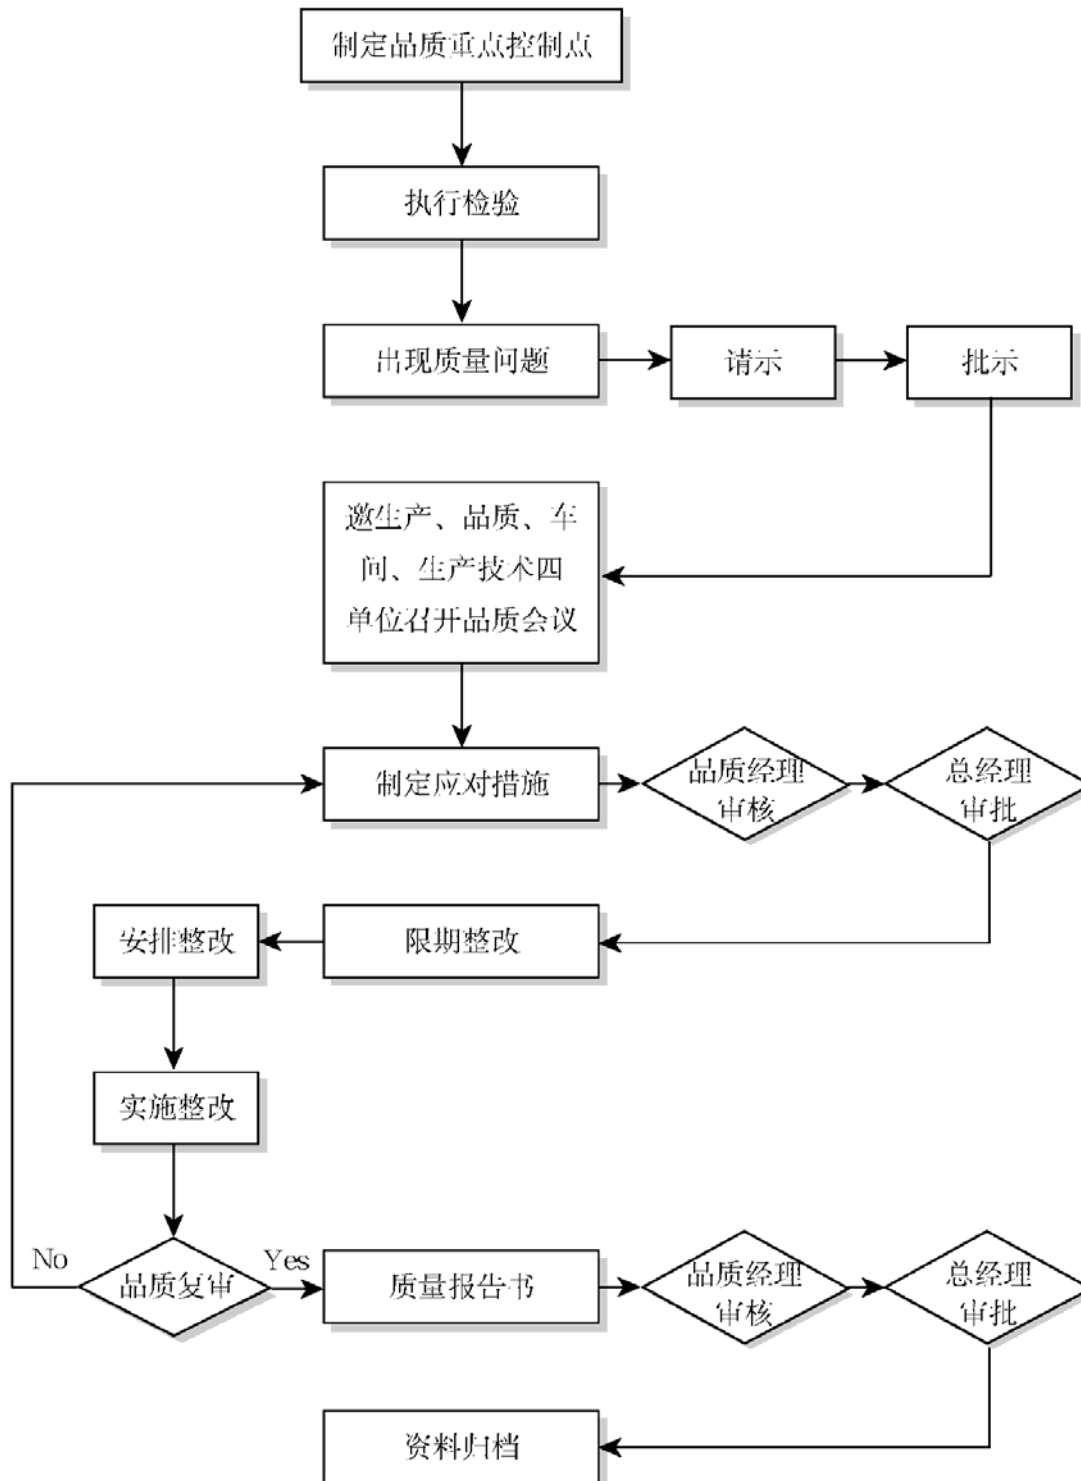 制定品质重点控制点
执行检验
出现质量问题
请示
批示
邀生产、品质、车
间、生产技术四
单位召开品质会议
制定应对措施
品质经理
审核
总经理
审批
安排整改
限期整改
实施整改
No
品质复审
Yes
质量报告书
品质经理
审核
总经理
审批
资料归档